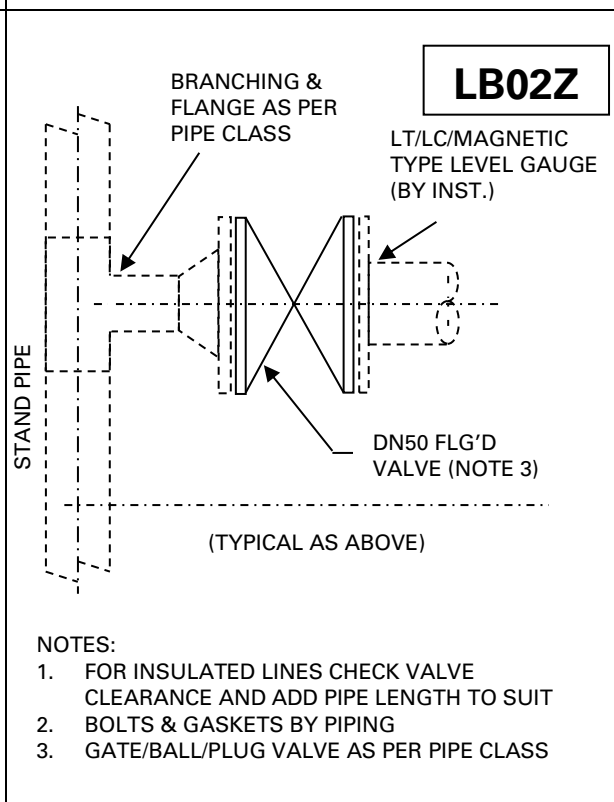 LB02Z
BRANCHING &
FLANGE AS PER
PIPE CLASS
LT/LC/MAGNETIC
TYPE LEVEL GAUGE
(BY INST.)
STAND PIPE
DN50 FLG'D
VALVE (NOTE 3)
(TYPICAL AS ABOVE)
NOTES:
1. FOR INSULATED LINES CHECK VALVE
CLEARANCE AND ADD PIPE LENGTH TO SUIT
2. BOLTS & GASKETS BY PIPING
3. GATE/BALL/PLUG VALVE AS PER PIPE CLASS